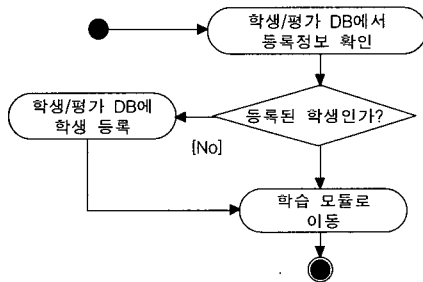 학생/평가 DB에서
등록정보 확인
등록된 학생인가?
학생/평가 DB에
학생 등록
[No]
학습 모듈로
이동